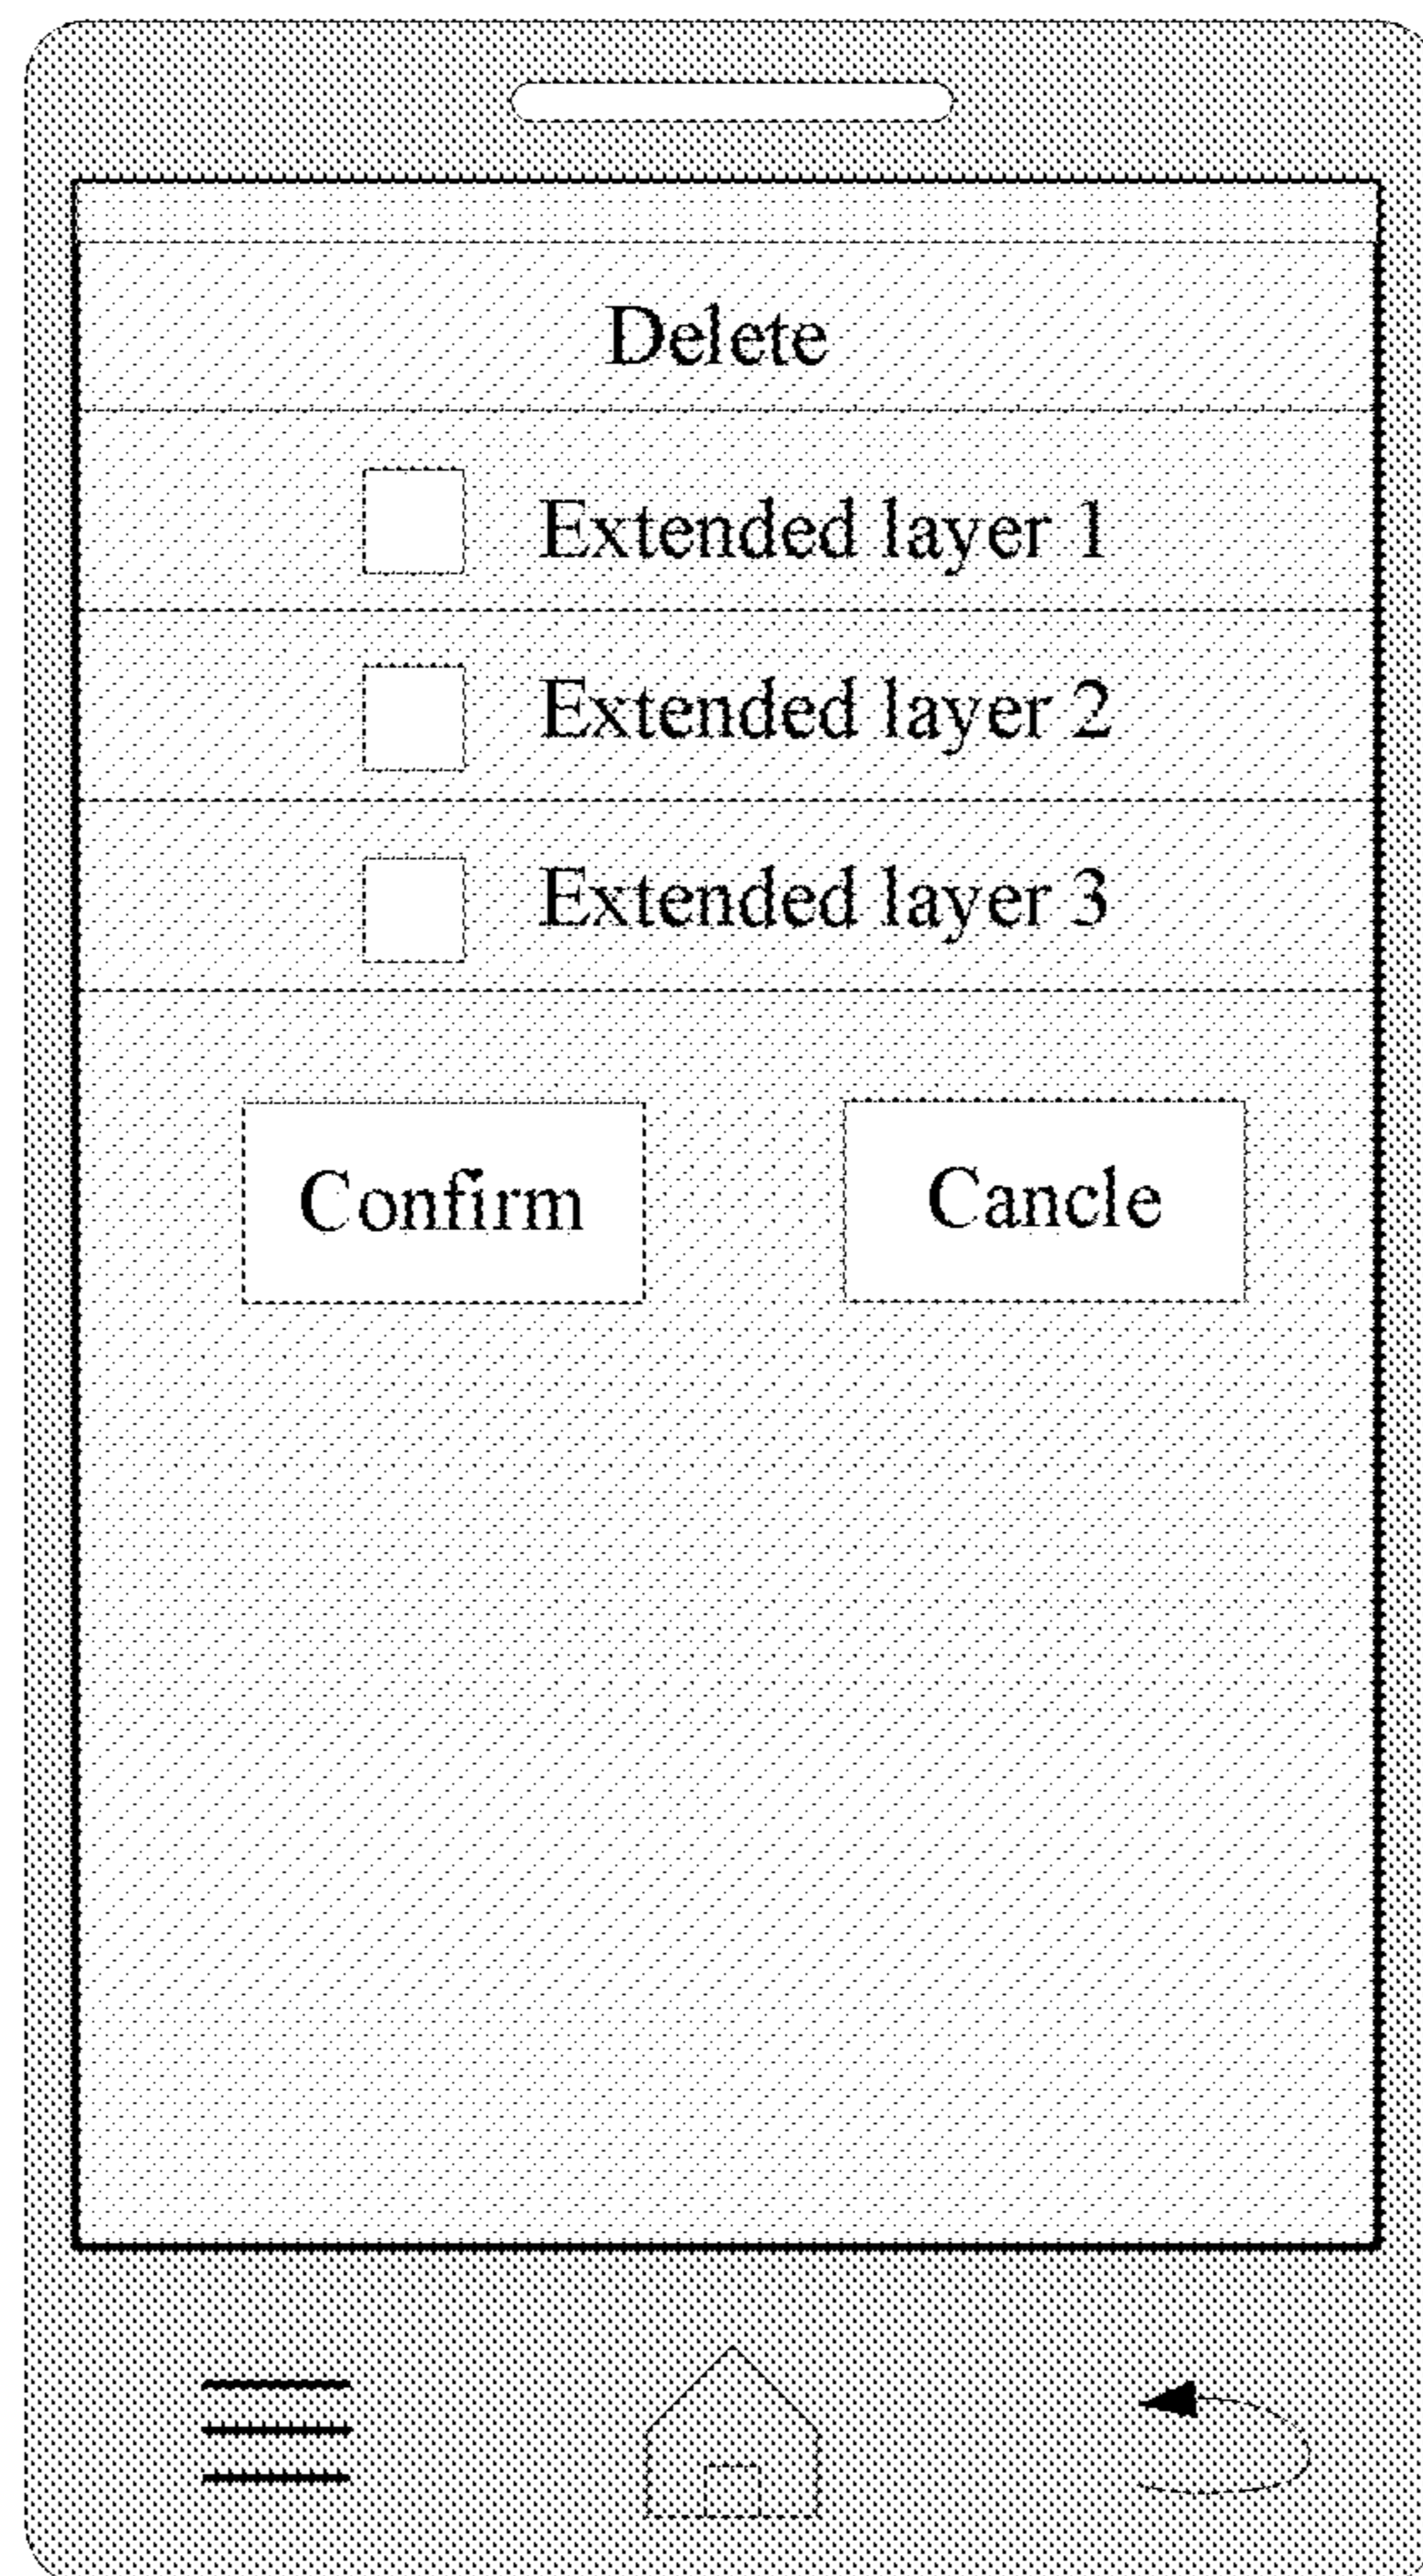 Delete
Extended layer 1
Extended layer 2
Extended layer 3
Confirm
Cancle